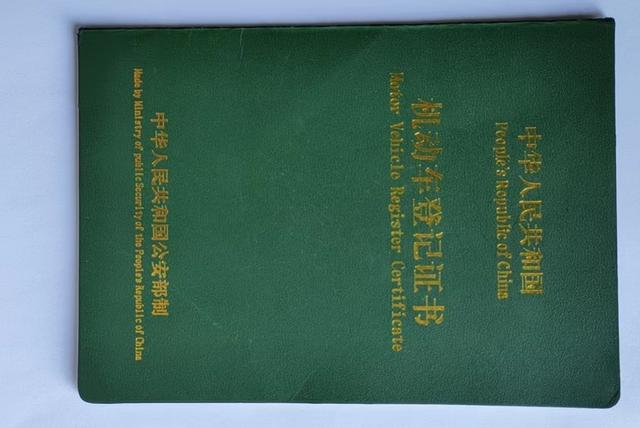 中华人民共和国
People's Republic of China
机动车登记证书
Motor Vehicle Register Certificate
中华人民共和国公安部制
Made by Ministry of public Security of the People's Republic of China